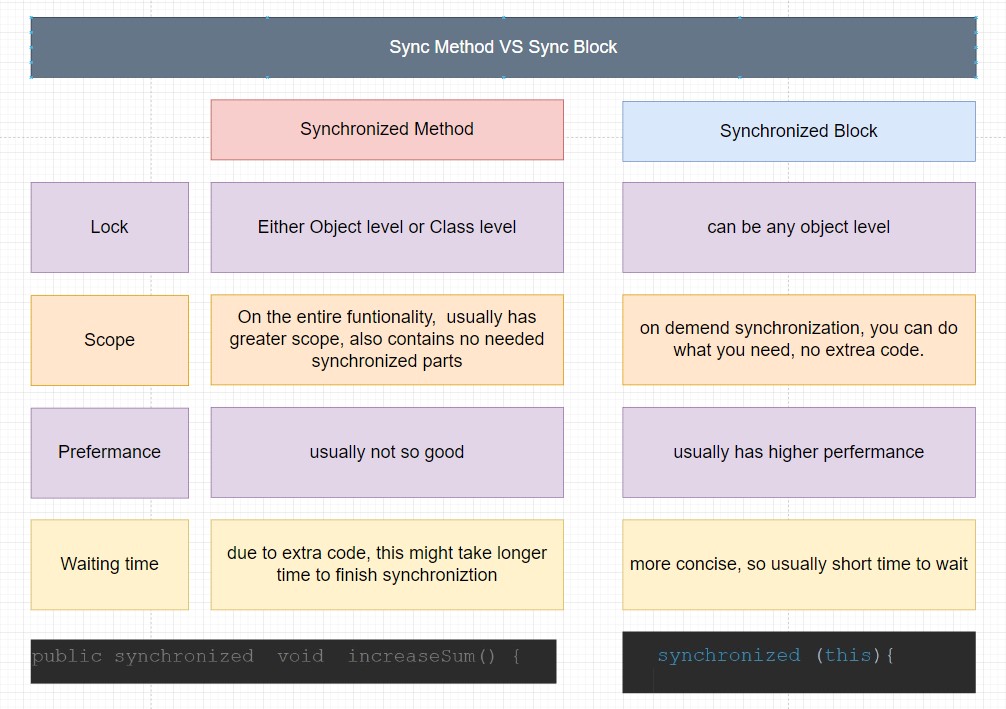 Sync Method VS Sync Block
Synchronized Method
Synchronized Block
Lock
Either Object level or Class level
can be any object level
Scope
On the entire funtionality,  usually has
greater scope, also contains no needed
synchronized parts
on demend synchronization, you can do
what you need, no extrea code.
Prefermance
usually not so good
usually has higher perfermance
Waiting time
due to extra code, this might take longer
time to finish synchroniztion
more concise, so usually short time to wait
public synchronized  void  increaseSum() {
synchronized (this){